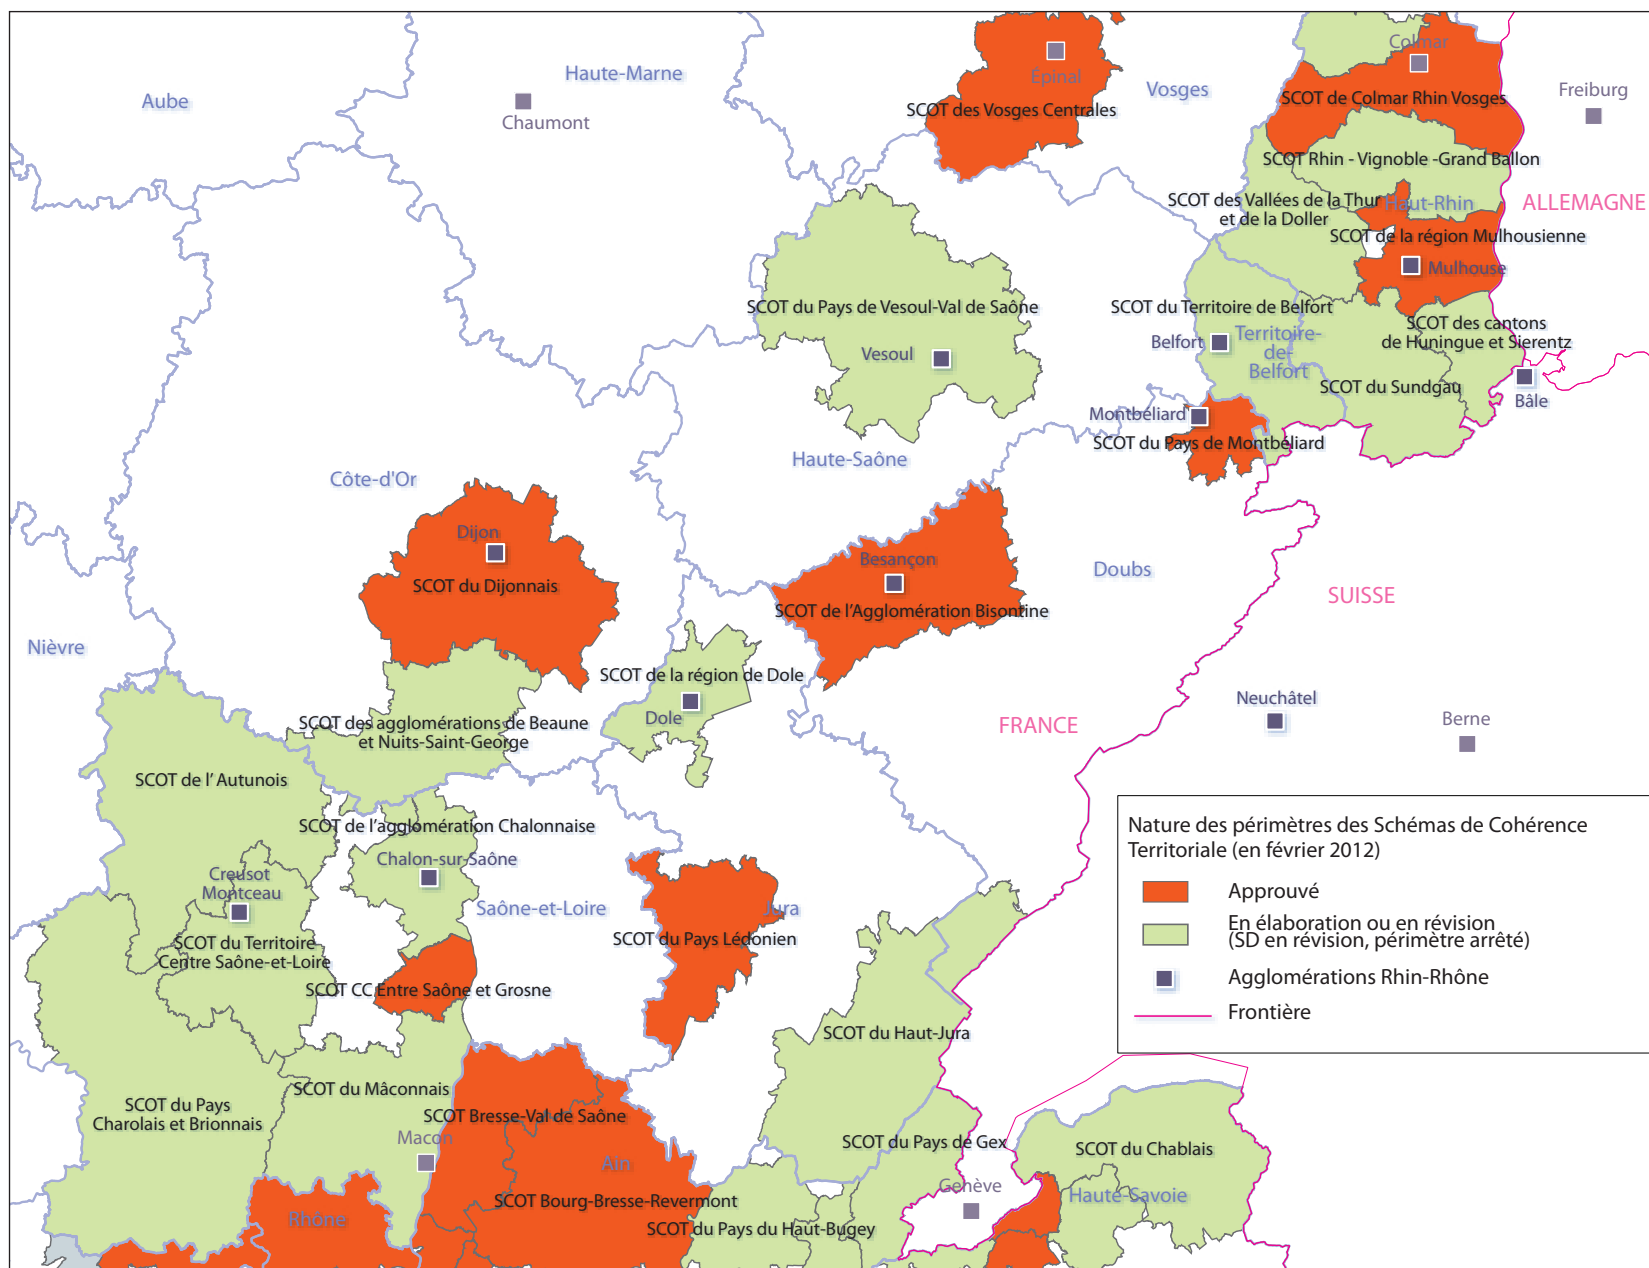 Colmar
Épinal
Haute-Marne
Vosges
Freiburg
Aube
SCOT de Colmar Rhin Vosges
SCOT des Vosges Centrales
Chaumont
SCOT Rhin - Vignoble -Grand Ballon
SCOT des Vallées de la Thur
et de la Doller
Haut-Rhin
ALLEMAGNE
SCOT de la région Mulhousienne
Mulhouse
SCOT du Pays de Vesoul-Val de Saône
SCOT du Territoire de Belfort
SCOT des cantons
de Huningue et Sierentz
Territoire-
de-
Belfort
Belfort
Vesoul
SCOT du Sundgau
Bâle
Montbéliard
SCOT du Pays de Montbéliard
Haute-Saône
Côte-d'Or
Dijon
Besançon
Doubs
SCOT du Dijonnais
SUISSE
SCOT de l'Agglomération Bisontine
Nièvre
SCOT de la région de Dole
Neuchâtel
Dole
SCOT des agglomérations de Beaune
et Nuits-Saint-George
FRANCE
Berne
SCOT de l' Autunois
SCOT de l'agglomération Chalonnaise
Nature des périmètres des Schémas de Cohérence
Territoriale (en février 2012)
Approuvé
En élaboration ou en révision
(SD en révision, périmètre arrêté)
Agglomérations Rhin-Rhône
Frontière
Chalon-sur-Saône
Creusot
Montceau
Saône-et-Loire
Jura
SCOT du Pays Lédonien
SCOT du Territoire
Centre Saône-et-Loire
SCOT CC Entre Saône et Grosne
SCOT du Haut-Jura
SCOT du Mâconnais
SCOT du Pays
Charolais et Brionnais
SCOT Bresse-Val de Saône
Macon
SCOT du Pays de Gex
SCOT du Chablais
Ain
Genève
Haute-Savoie
SCOT Bourg-Bresse-Revermont
Rhône
SCOT du Pays du Haut-Bugey